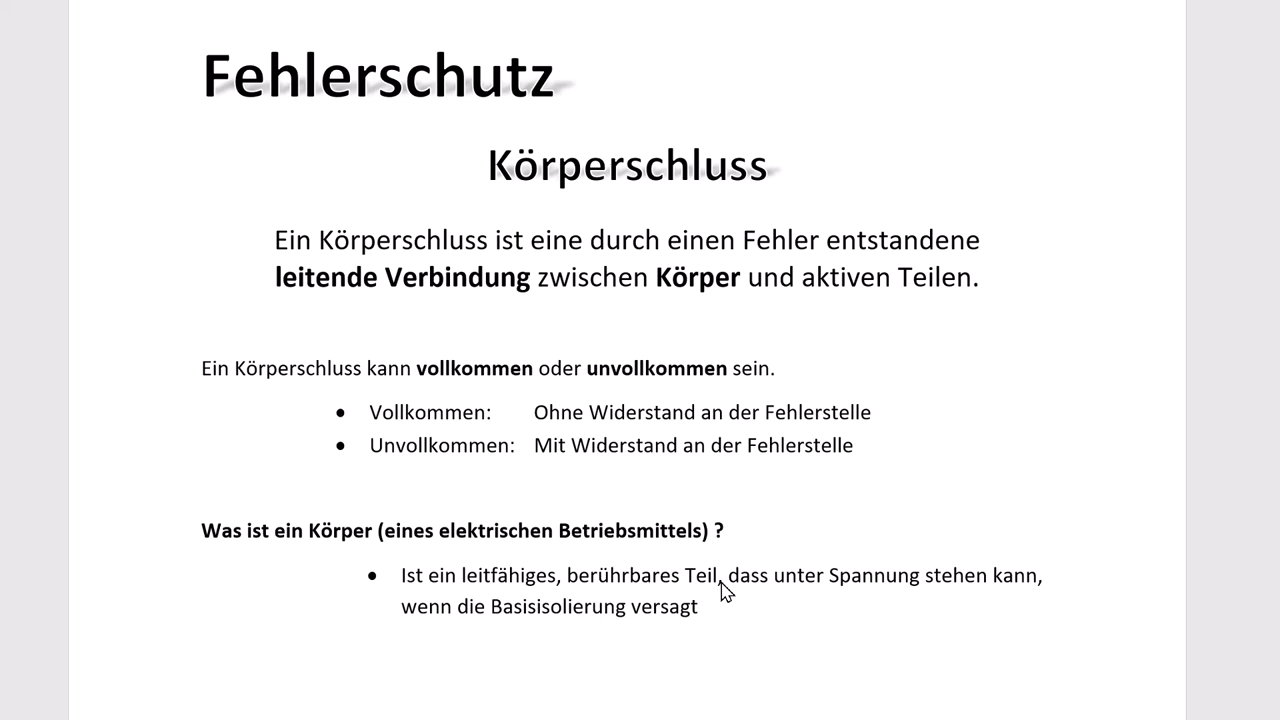 Fehlerschutz
Körperschluss
Ein Körperschluss ist eine durch einen Fehler entstandene
leitende Verbindung zwischen Körper und aktiven Teilen.
Ein Körperschluss kann vollkommen oder unvollkommen sein.
• Vollkommen: Ohne Widerstand an der Fehlerstelle
• Unvollkommen: Mit Widerstand an der Fehlerstelle
Was ist ein Körper (eines elektrischen Betriebsmittels) ?
• Ist ein leitfähiges, berührbares Teil, dass unter Spannung stehen kann,
wenn die Basisisolierung versagt